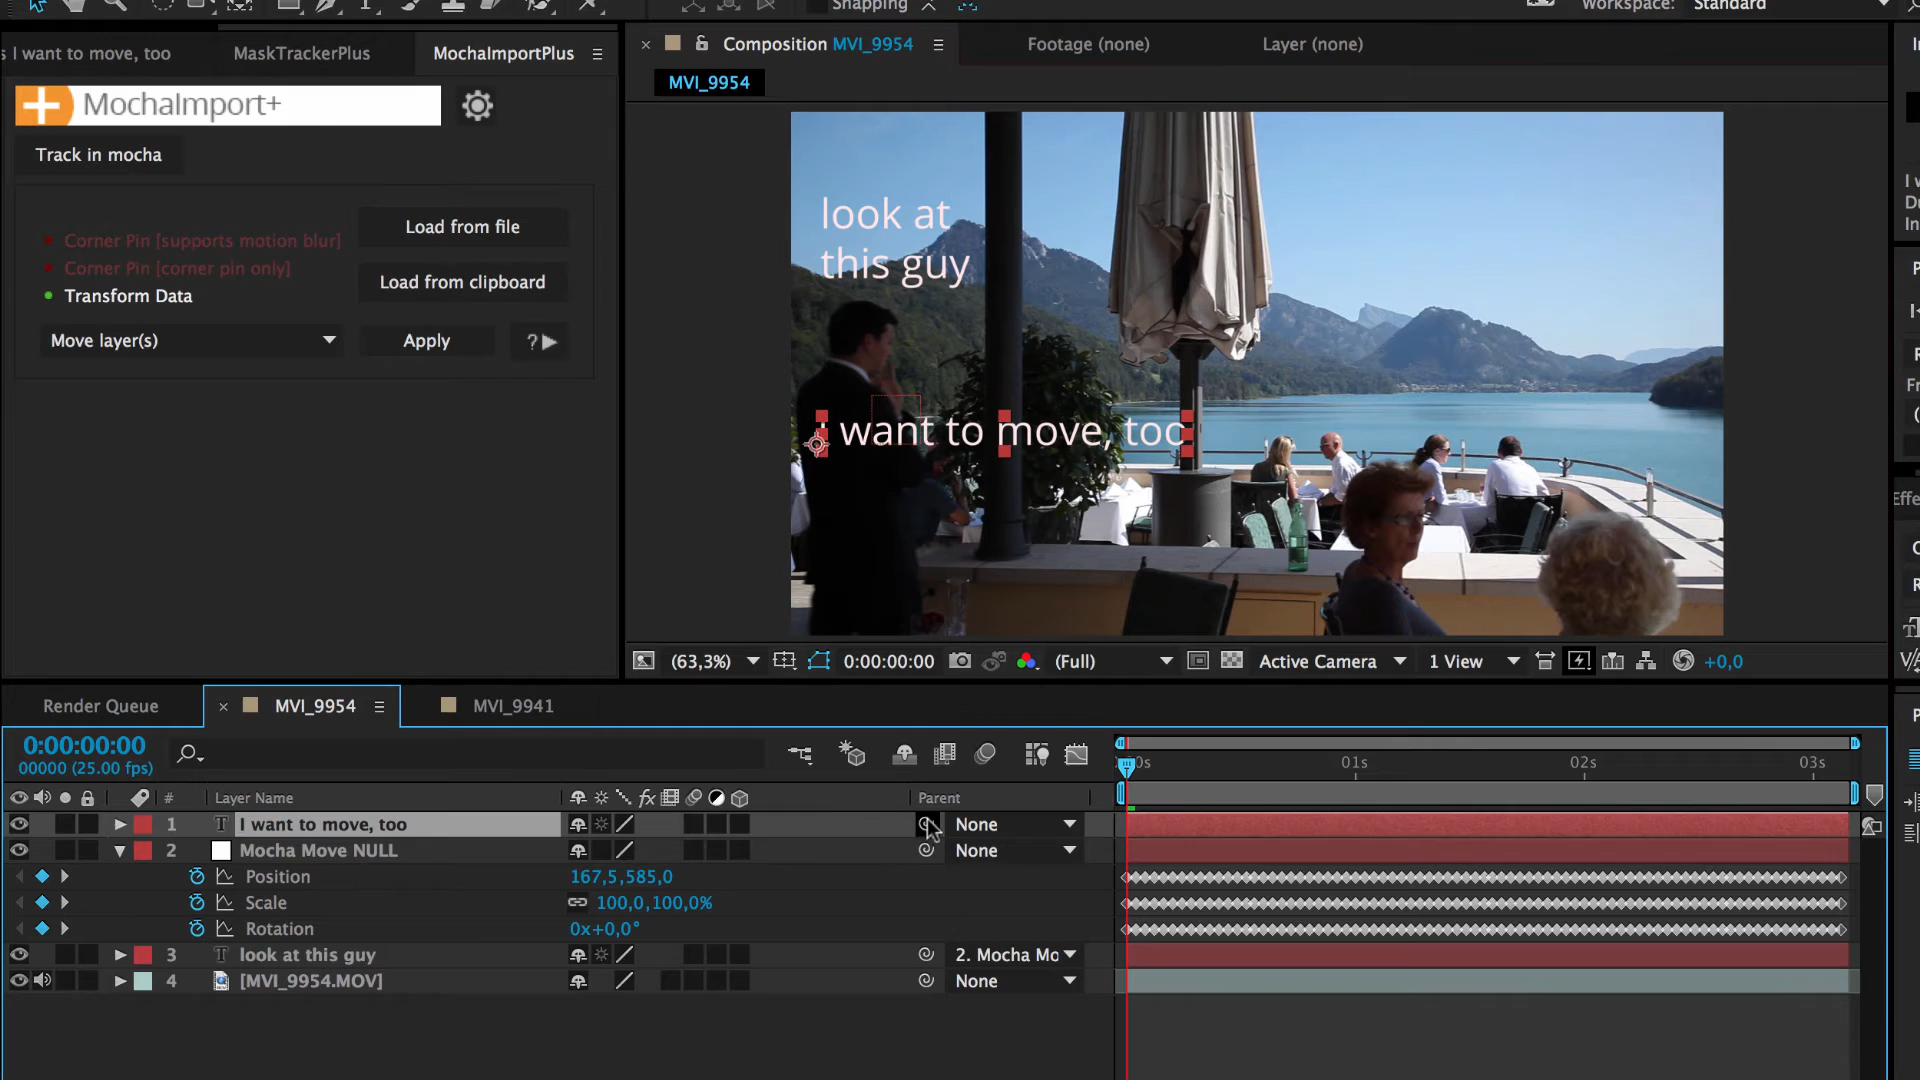 Snapping
Workspace: Standard
s I want to move, too
MaskTrackerPlus
MochaImportPlus
Composition MVI_9954
Footage (none)
Layer (none)
MochaImport+
MVI_9954
Track in mocha
Corner Pin [supports motion blur]
Load from file
Corner Pin [corner pin only]
Load from clipboard
Transform Data
Move layer(s)
Apply
?
look at
this guy
I want to move, too
(63,3%)
0:00:00:00
(Full)
Active Camera
1 View
+0,0
Render Queue
MVI_9954
MVI_9941
0:00:00:00
00000 (25.00 fps)
01s
02s
03s
#
Layer Name
fx
Parent
1
T
I want to move, too
None
2
Mocha Move NULL
None
Position
167,5,585,0
Scale
100,0,100,0%
Rotation
0x+0,0°
3
T
look at this guy
2. Mocha Mo
4
[MVI_9954.MOV]
None